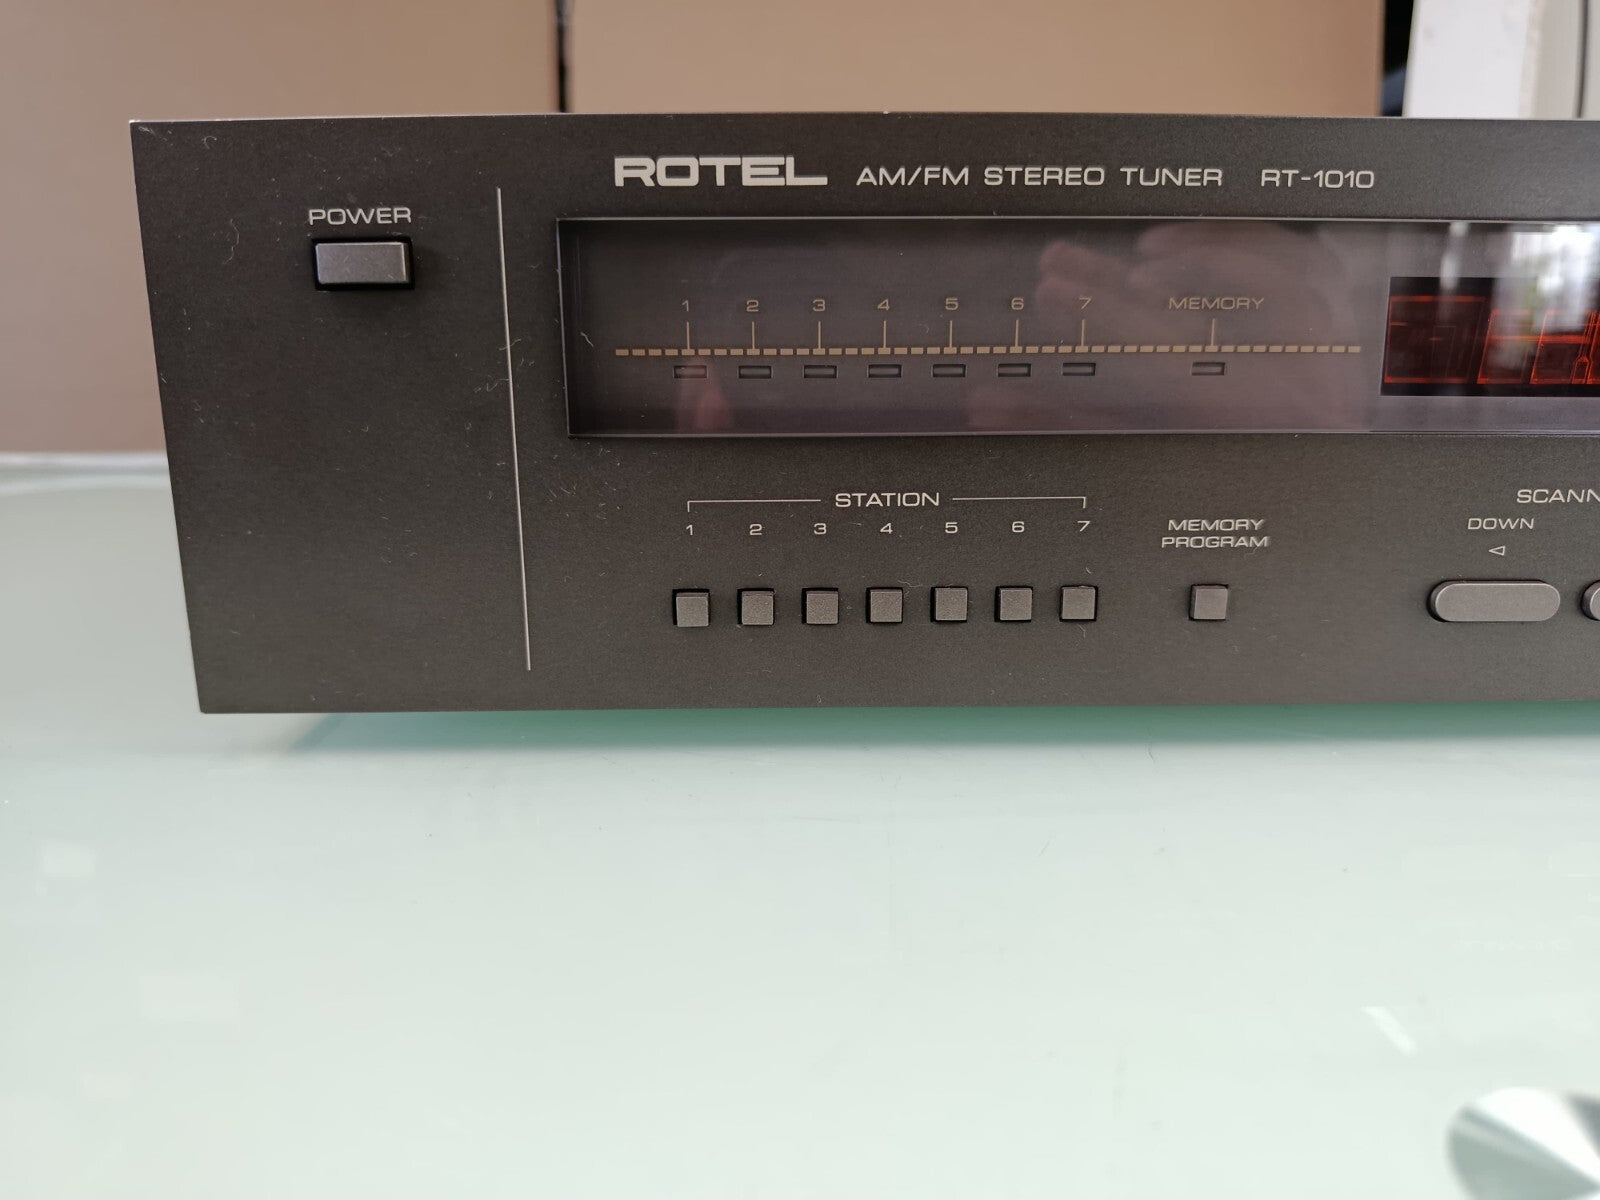 ROTEL AM/FM STEREO TUNER RT-1010
POWER
1 2 3 4 5 6 7 MEMORY
STATION
1 2 3 4 5 6 7
MEMORY
PROGRAM
SCANN
DOWN